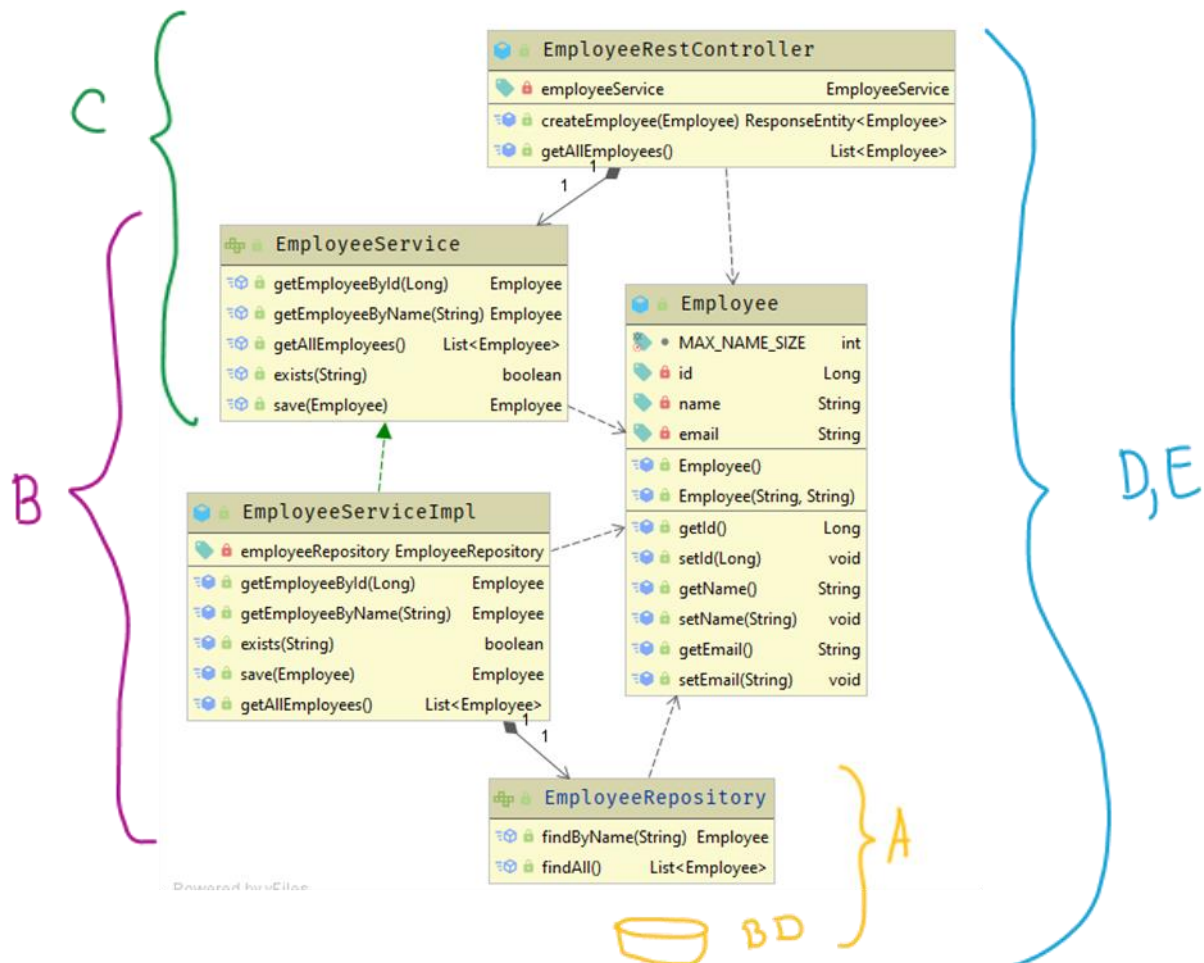 C
EmployeeRestController
employeeService EmployeeService
createEmployee(Employee) ResponseEntity<Employee>
getAllEmployees() List<Employee>
1
1
EmployeeService
getEmployeeById(Long) Employee
getEmployeeByName(String) Employee
getAllEmployees() List<Employee>
exists(String) boolean
save(Employee) Employee
Employee
MAX_NAME_SIZE int
id Long
name String
email String
Employee()
Employee(String, String)
getId() Long
setId(Long) void
getName() String
setName(String) void
getEmail() String
setEmail(String) void
B
D,E
EmployeeServiceImpl
employeeRepository EmployeeRepository
getEmployeeById(Long) Employee
getEmployeeByName(String) Employee
exists(String) boolean
save(Employee) Employee
getAllEmployees() List<Employee>
1
1
EmployeeRepository
findByName(String) Employee
findAll() List<Employee>
A
Powered by yFiles
BD